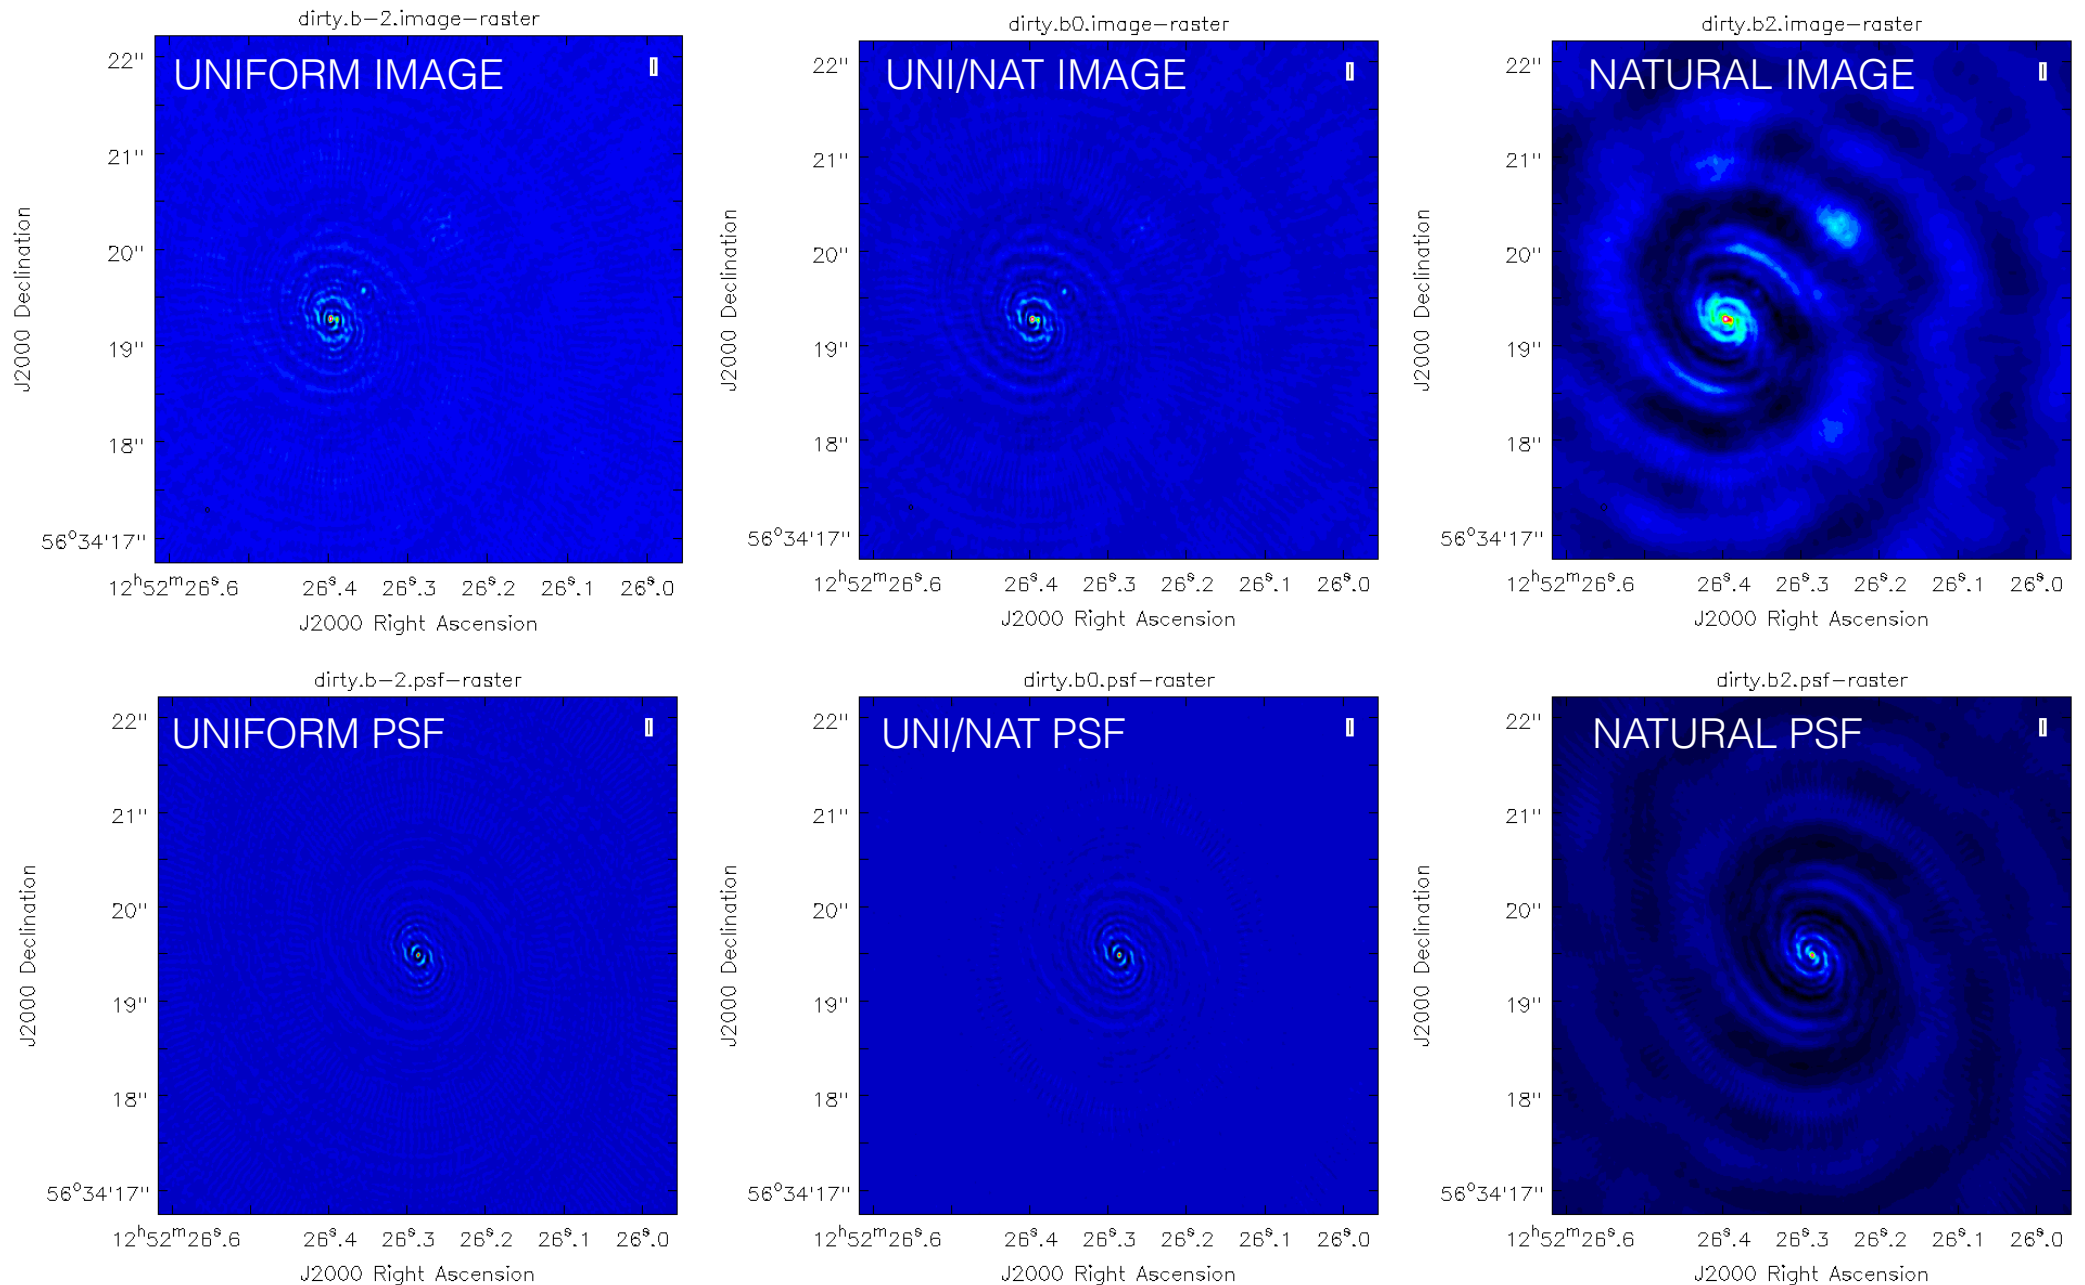 dirty.b-2.image-raster
UNIFORM IMAGE
22"
21"
20"
19"
18"
56°34'17"
J2000 Declination
12ʰ52ᵐ26ˢ.6
26ˢ.4
26ˢ.3
26ˢ.2
26ˢ.1
26ˢ.0
J2000 Right Ascension
dirty.b0.image-raster
UNI/NAT IMAGE
22"
21"
20"
19"
18"
56°34'17"
J2000 Declination
12ʰ52ᵐ26ˢ.6
26ˢ.4
26ˢ.3
26ˢ.2
26ˢ.1
26ˢ.0
J2000 Right Ascension
dirty.b2.image-raster
NATURAL IMAGE
22"
21"
20"
19"
18"
56°34'17"
J2000 Declination
12ʰ52ᵐ26ˢ.6
26ˢ.4
26ˢ.3
26ˢ.2
26ˢ.1
26ˢ.0
J2000 Right Ascension
dirty.b-2.psf-raster
UNIFORM PSF
22"
21"
20"
19"
18"
56°34'17"
J2000 Declination
12ʰ52ᵐ26ˢ.6
26ˢ.4
26ˢ.3
26ˢ.2
26ˢ.1
26ˢ.0
J2000 Right Ascension
dirty.b0.psf-raster
UNI/NAT PSF
22"
21"
20"
19"
18"
56°34'17"
J2000 Declination
12ʰ52ᵐ26ˢ.6
26ˢ.4
26ˢ.3
26ˢ.2
26ˢ.1
26ˢ.0
J2000 Right Ascension
dirty.b2.psf-raster
NATURAL PSF
22"
21"
20"
19"
18"
56°34'17"
J2000 Declination
12ʰ52ᵐ26ˢ.6
26ˢ.4
26ˢ.3
26ˢ.2
26ˢ.1
26ˢ.0
J2000 Right Ascension